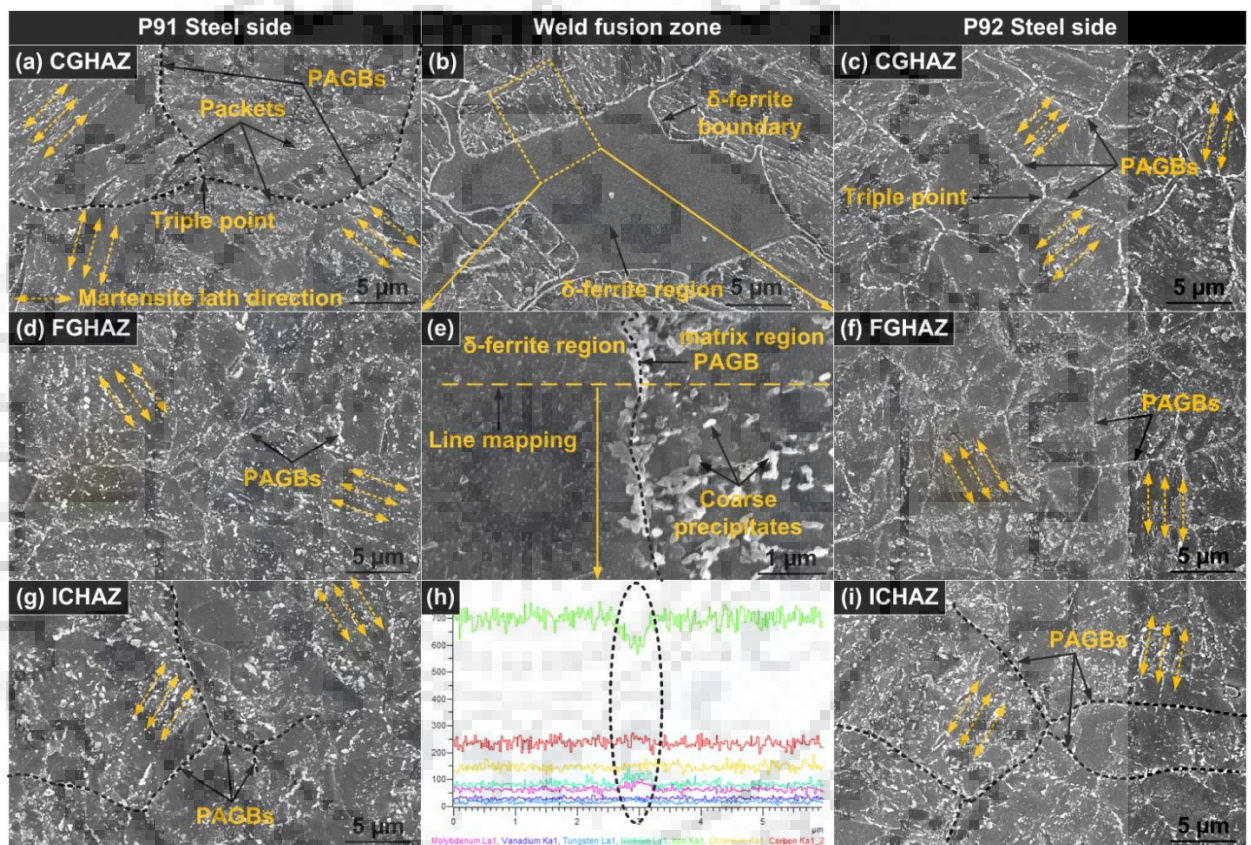 P91 Steel side
Weld fusion zone
P92 Steel side
(a) CGHAZ
PAGBs
Packets
Triple point
Martensite lath direction
5 µm
(b)
δ-ferrite
boundary
δ-ferrite region
5 µm
(c) CGHAZ
PAGBs
Triple point
5 µm
(d) FGHAZ
PAGBs
5 µm
(e)
δ-ferrite region
matrix region
PAGB
Line mapping
Coarse
precipitates
1 µm
(f) FGHAZ
PAGBs
5 µm
(g) ICHAZ
PAGBs
5 µm
(h)
700
600
500
400
300
200
100
0
0 1 2 3 4 5
µm
Molybdenum La1, Vanadium Ka1, Tungsten La1, Ka1, Carbon Ka1_2
(i) ICHAZ
PAGBs
5 µm